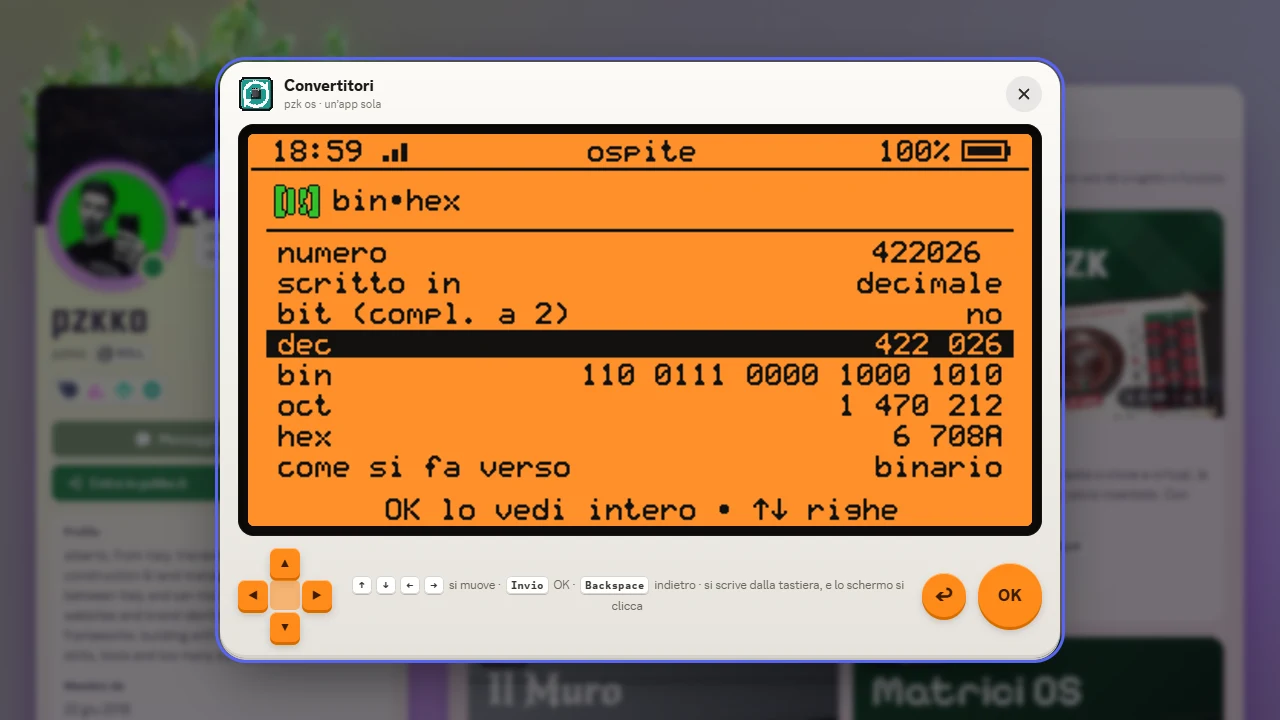 Convertitori
pzk os · un'app sola
18:59 ospite 100%
bin•hex
numero 422026
scritto in decimale
bit (compl. a 2) no
dec 422 026
bin 110 0111 0000 1000 1010
oct 1 470 212
hex 6 708A
come si fa verso binario
OK lo vedi intero • ↑↓ righe
↑ ↓ ← → si muove · Invio OK · Backspace indietro · si scrive dalla tastiera, e lo schermo si
clicca
OK
pzkko
ZK
Il Muro
Matrici OS